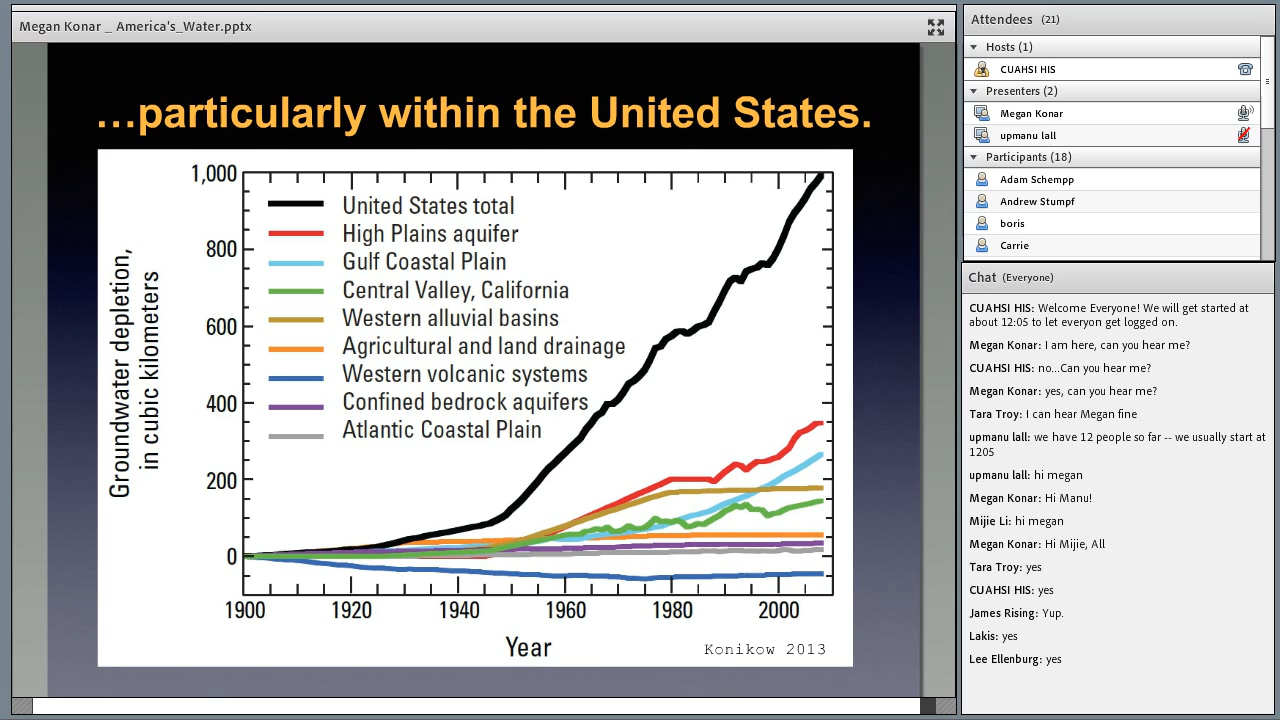 Megan Konar _ America's_Water.pptx
…particularly within the United States.
Groundwater depletion,
in cubic kilometers
1,000
800
600
400
200
0
United States total
High Plains aquifer
Gulf Coastal Plain
Central Valley, California
Western alluvial basins
Agricultural and land drainage
Western volcanic systems
Confined bedrock aquifers
Atlantic Coastal Plain
1900 1920 1940 1960 1980 2000
Year
Konikow 2013
Attendees (21)
Hosts (1)
CUAHSI HIS
Presenters (2)
Megan Konar
upmanu lall
Participants (18)
Adam Schempp
Andrew Stumpf
boris
Carrie
Chat (Everyone)
CUAHSI HIS: Welcome Everyone! We will get started at
about 12:05 to let everyon get logged on.
Megan Konar: I am here, can you hear me?
CUAHSI HIS: no...Can you hear me?
Megan Konar: yes, can you hear me?
Tara Troy: I can hear Megan fine
upmanu lall: we have 12 people so far -- we usually start at
1205
upmanu lall: hi megan
Megan Konar: Hi Manu!
Mijie Li: hi megan
Megan Konar: Hi Mijie, All
Tara Troy: yes
CUAHSI HIS: yes
James Rising: Yup.
Lakis: yes
Lee Ellenburg: yes